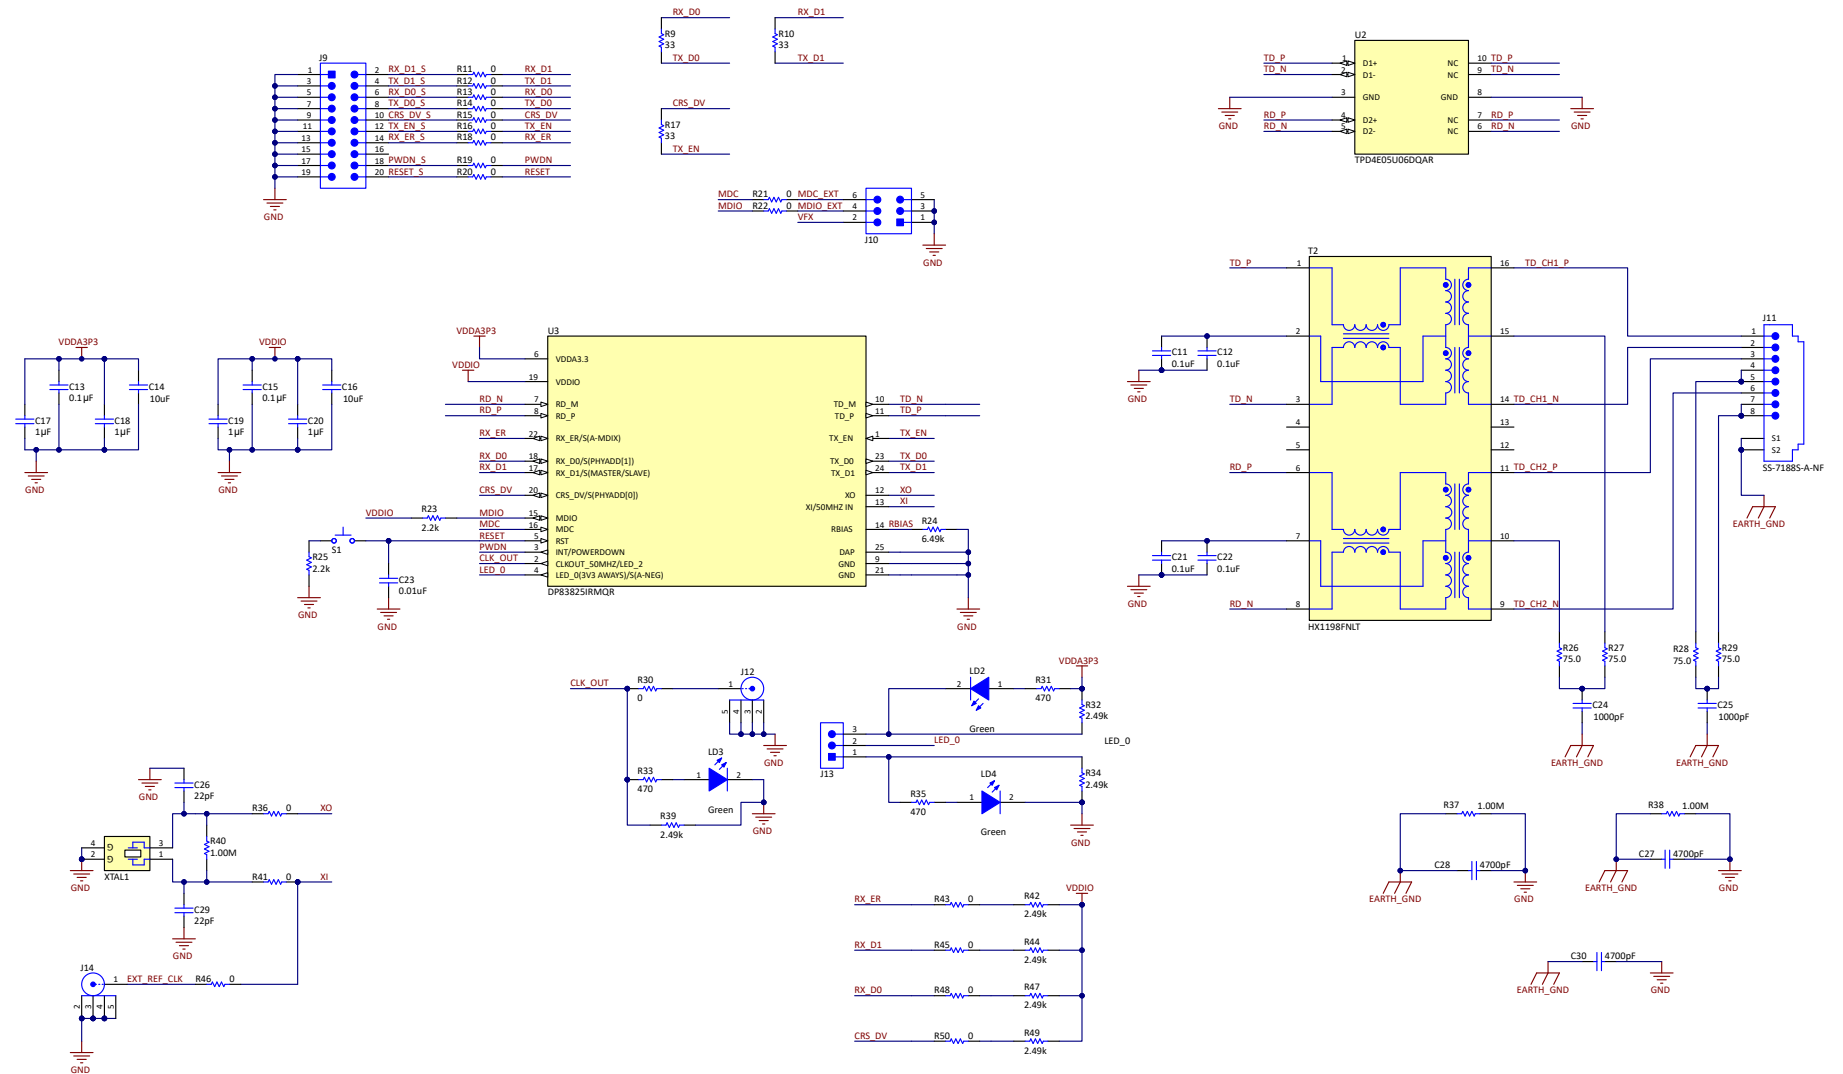 RX_D0
R9
33
TX_D0
RX_D1
R10
33
TX_D1
CRS_DV
R17
33
TX_EN
J9
1 2 RX_D1_S R11 0 RX_D1
3 4 TX_D1_S R12 0 TX_D1
5 6 RX_D0_S R13 0 RX_D0
7 8 TX_D0_S R14 0 TX_D0
9 10 CRS_DV_S R15 0 CRS_DV
11 12 TX_EN_S R16 0 TX_EN
13 14 RX_ER_S R18 0 RX_ER
15 16
17 18 PWDN_S R19 0 PWDN
19 20 RESET_S R20 0 RESET
GND
MDC R21 0 MDC_EXT 6 5
MDIO R22 0 MDIO_EXT 4 3
VFX 2 1
J10
GND
U2
TD_P 1 D1+ NC 10 TD_P
TD_N 2 D1- NC 9 TD_N
3 GND GND 8
RD_P 4 D2+ NC 7 RD_P
RD_N 5 D2- NC 6 RD_N
TPD4E05U06DQAR
GND
GND
VDDA3P3
C13
0.1µF
C14
10uF
C17
1µF
C18
1µF
GND
VDDIO
C15
0.1µF
C16
10uF
C19
1µF
C20
1µF
GND
VDDA3P3
VDDIO
U3
6 VDDA3.3
19 VDDIO
RD_N 7 RD_M TD_M 10 TD_N
RD_P 8 RD_P TD_P 11 TD_P
RX_ER 22 RX_ER/S(A-MDIX) TX_EN 1 TX_EN
RX_D0 18 RX_D0/S(PHYADD[1]) TX_D0 23 TX_D0
RX_D1 17 RX_D1/S(MASTER/SLAVE) TX_D1 24 TX_D1
CRS_DV 20 CRS_DV/S(PHYADD[0]) XO 12 XO
XI/50MHZ IN 13 XI
VDDIO R23 2.2k MDIO 15 MDIO
MDC 16 MDC RBIAS 14 RBIAS R24 6.49k
RESET 5 RST
PWDN 3 INT/POWERDOWN DAP 25
CLK_OUT 2 CLKOUT_50MHZ/LED_2 GND 9
LED_0 4 LED_0(3V3 AWAYS)/S(A-NEG) GND 21
DP83825IRMQR
GND
S1
R25
2.2k
GND
C23
0.01uF
GND
T2
TD_P 1 16 TD_CH1_P
2 15
TD_N 3 14 TD_CH1_N
4 13
5 12
RD_P 6 11 TD_CH2_P
7 10
RD_N 8 9 TD_CH2_N
HX1198FNLT
C11
0.1uF
C12
0.1uF
GND
C21
0.1uF
C22
0.1uF
GND
J11
1
2
3
4
5
6
7
8
S1
S2
SS-7188S-A-NF
EARTH_GND
R26
75.0
R27
75.0
R28
75.0
R29
75.0
C24
1000pF
C25
1000pF
EARTH_GND
EARTH_GND
CLK_OUT
R30
0
1
J12
5 4 3 2
GND
R33
470
1
LD3
2
Green
R39
2.49k
GND
J13
3
2
1
LED_0
2
LD2
1
Green
R31
470
VDDA3P3
R32
2.49k
LED_0
R34
2.49k
R35
470
1
LD4
2
Green
GND
GND
C26
22pF
R36 0 XO
R40
1.00M
4 G 3
2 G 1
XTAL1
GND
R41 0 XI
C29
22pF
GND
J14
1 EXT_REF_CLK R46 0
2 3 4 5
GND
VDDIO
RX_ER R43 0 R42
2.49k
RX_D1 R45 0 R44
2.49k
RX_D0 R48 0 R47
2.49k
CRS_DV R50 0 R49
2.49k
R37 1.00M
C28 4700pF
EARTH_GND
GND
R38 1.00M
C27 4700pF
EARTH_GND
GND
C30 4700pF
EARTH_GND
GND